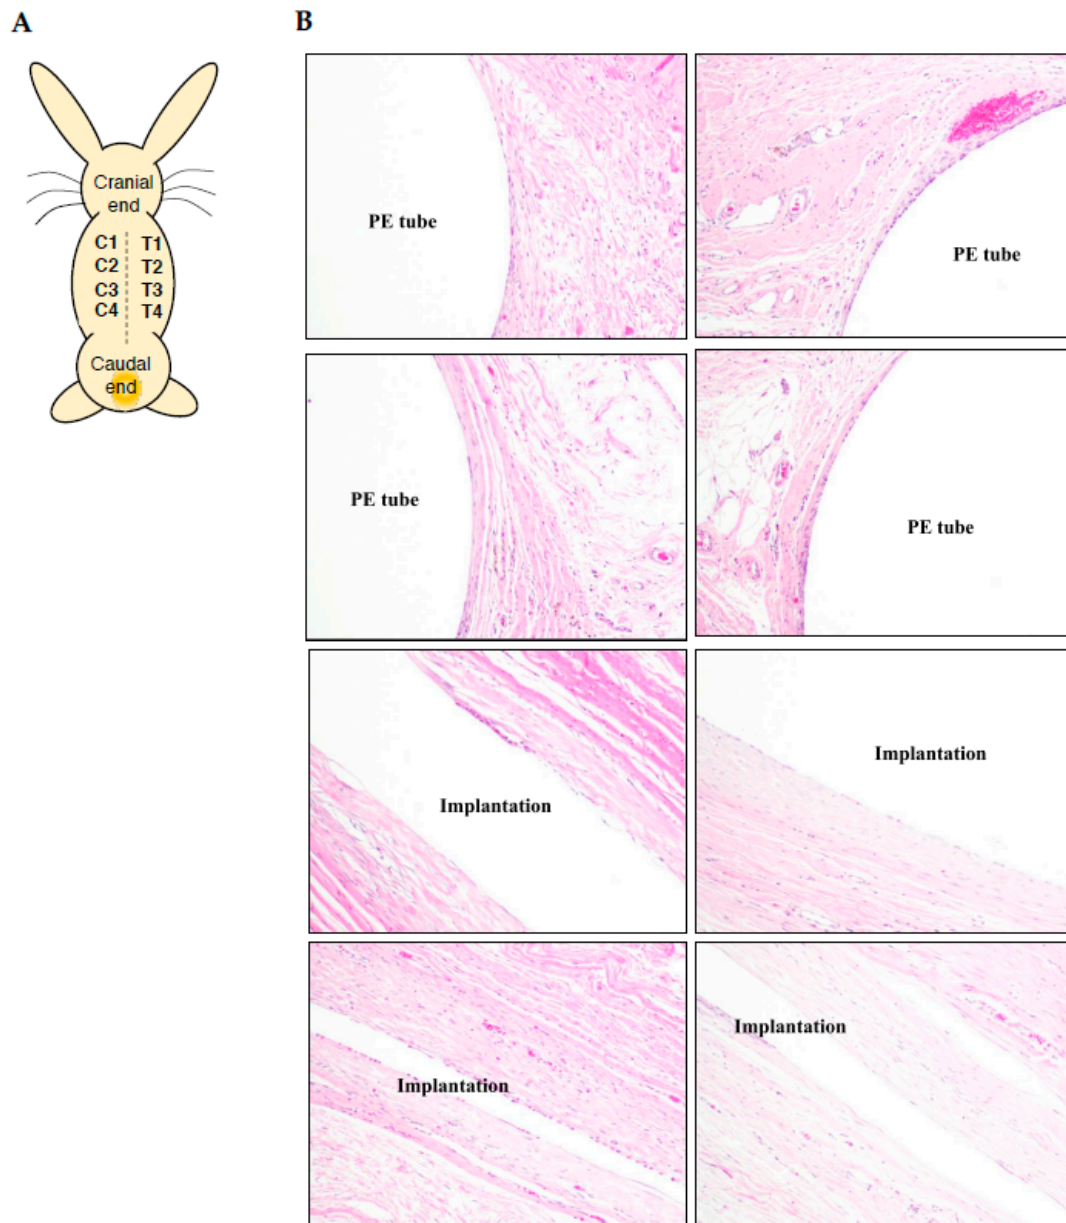 A
B
Cranial
end
C1 T1
C2 T2
C3 T3
C4 T4
Caudal
end
PE tube
PE tube
PE tube
PE tube
Implantation
Implantation
Implantation
Implantation